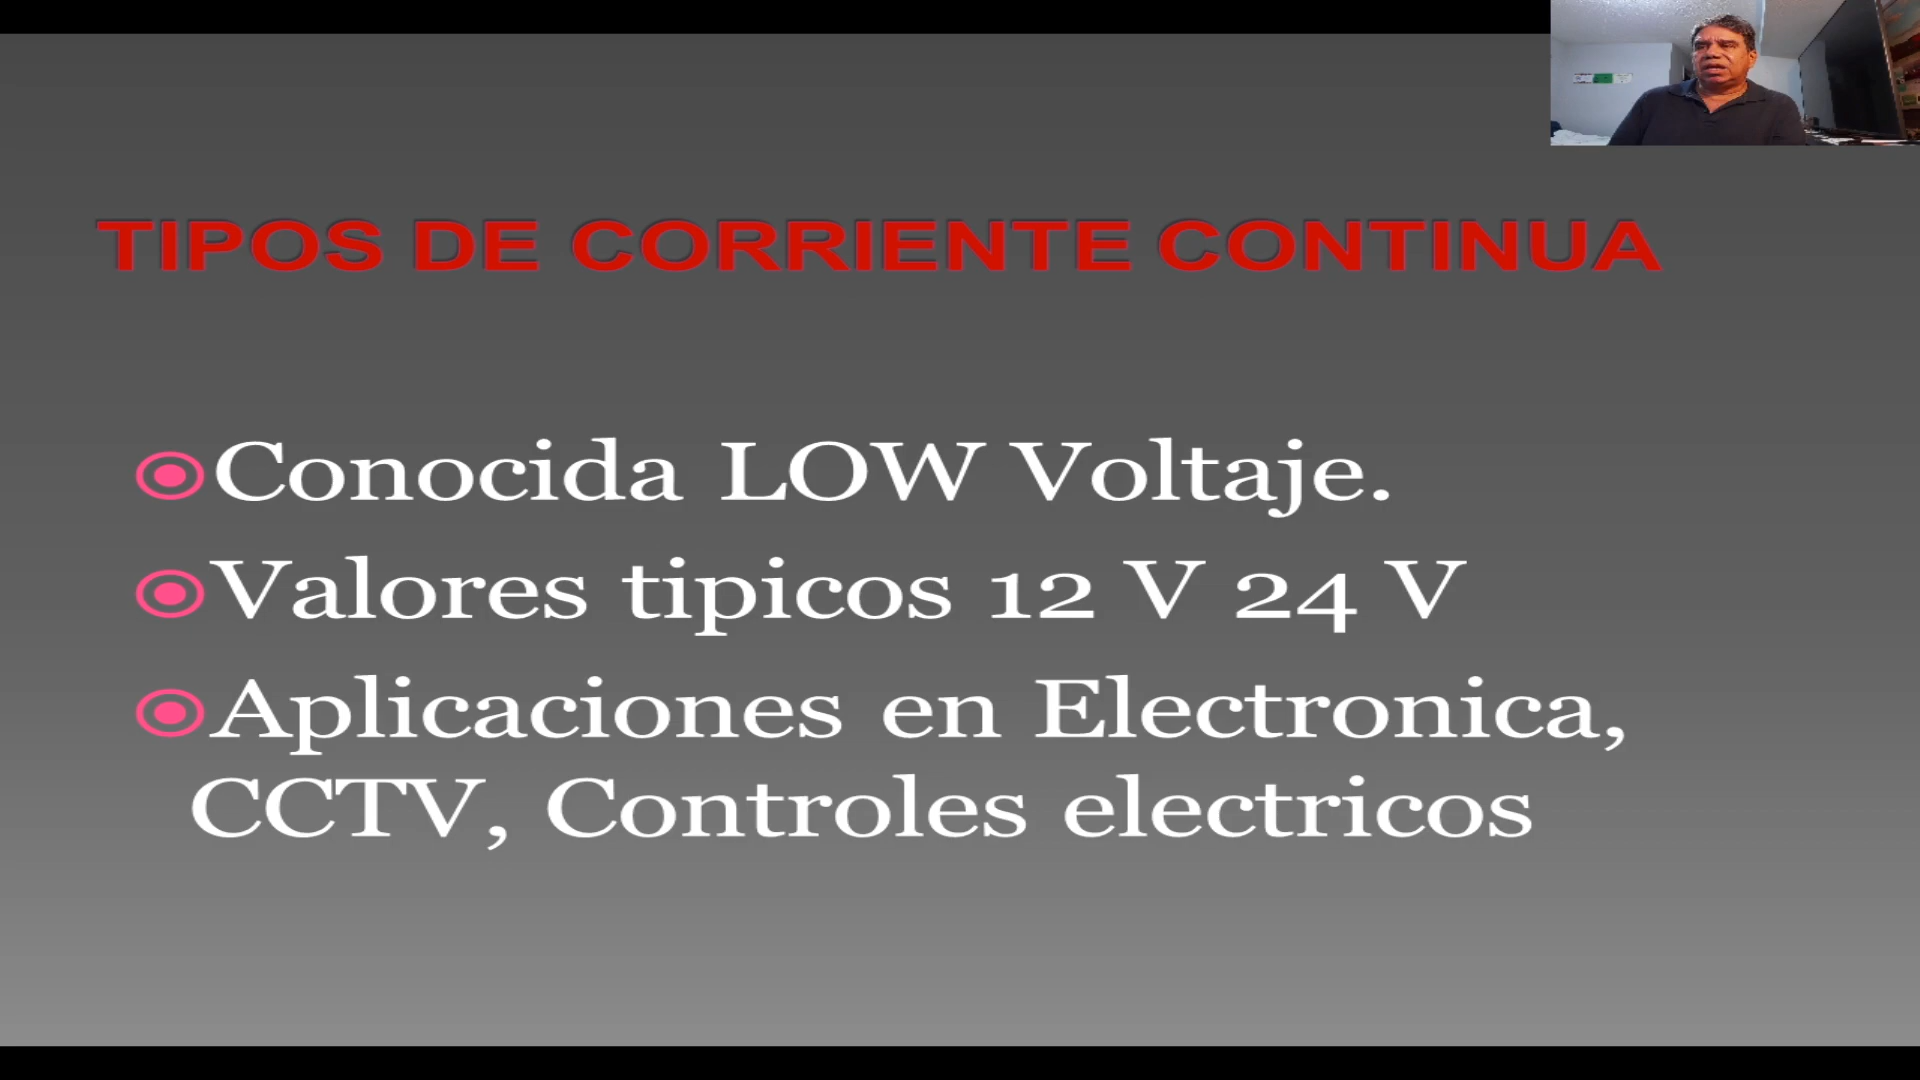 TIPOS DE CORRIENTE CONTINUA
Conocida LOW Voltaje.
Valores tipicos 12 V 24 V
Aplicaciones en Electronica,
CCTV, Controles electricos